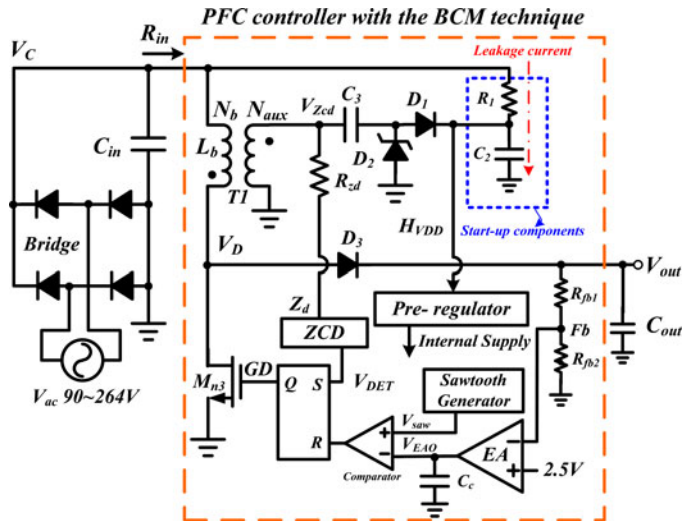 PFC controller with the BCM technique
R_in
V_C
Leakage current
N_b
N_aux
V_Zcd
C_3
D_1
R_1
C_in
L_b
D_2
C_2
T1
R_zd
H_VDD
Start-up components
Bridge
V_D
D_3
V_out
R_fb1
Z_d
Pre- regulator
C_out
ZCD
Internal Supply
Fb
R_fb2
M_n3
GD
Q
S
V_DET
Sawtooth
Generator
V_ac 90~264V
V_saw
+
V_EAO
−
−
R
EA
Comparator
C_c
+
2.5V